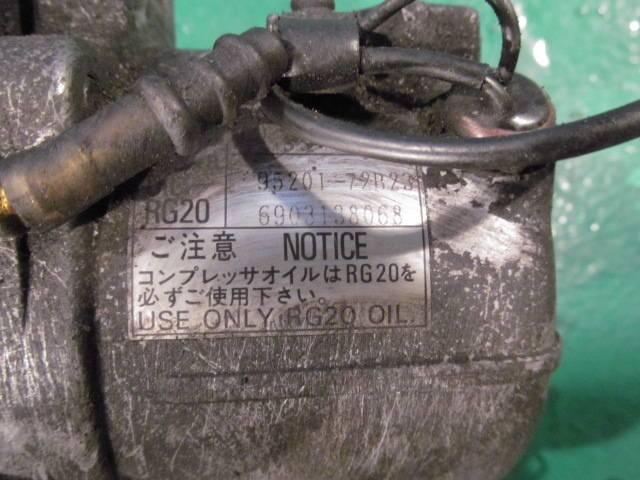 95201-72B23
RG20
6903138068
ご注意 NOTICE
コンプレッサオイルはRG20を
必ずご使用下さい。
USE ONLY RG20 OIL.